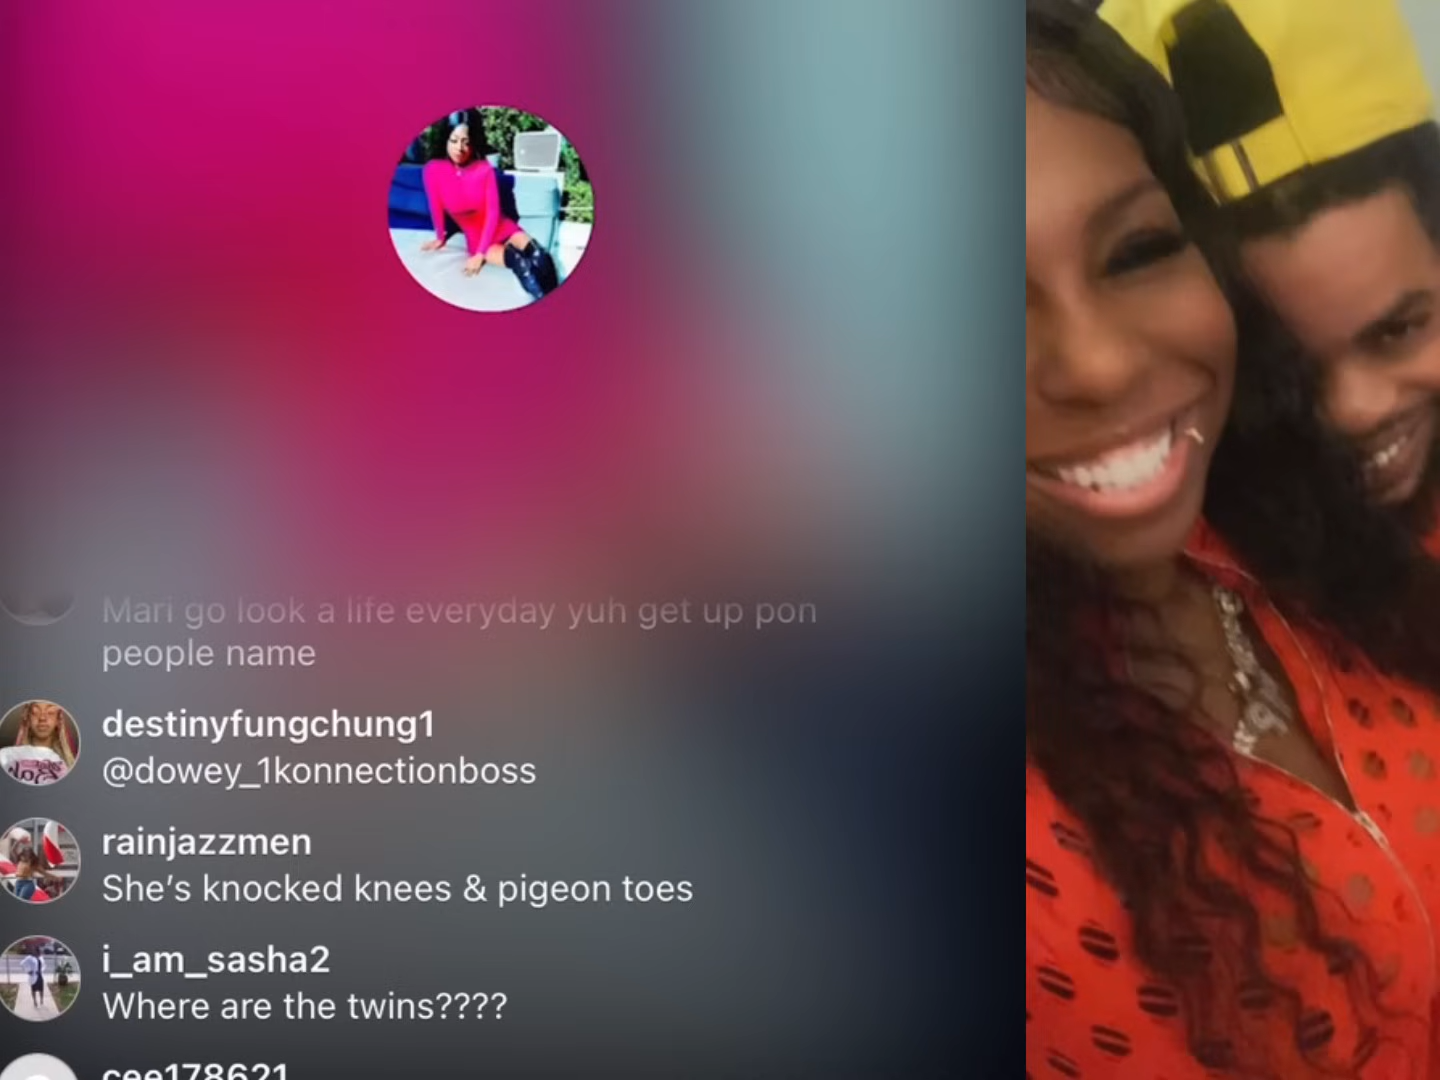 Mari go look a life everyday yuh get up pon
people name
destinyfungchung1
@dowey_1konnectionboss
rainjazzmen
She’s knocked knees & pigeon toes
i_am_sasha2
Where are the twins????
cee178621